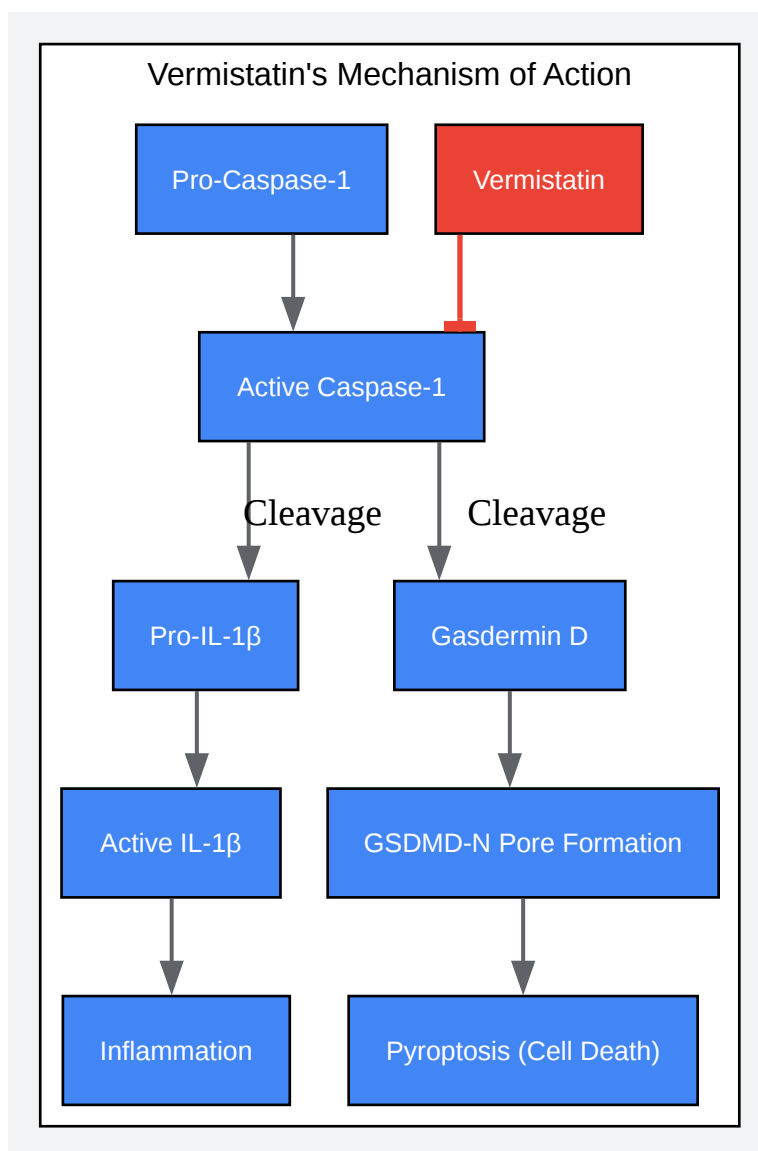 Vermistatin's Mechanism of Action
Pro-Caspase-1
Vermistatin
Active Caspase-1
Cleavage
Cleavage
Pro-IL-1β
Gasdermin D
Active IL-1β
GSDMD-N Pore Formation
Inflammation
Pyroptosis (Cell Death)